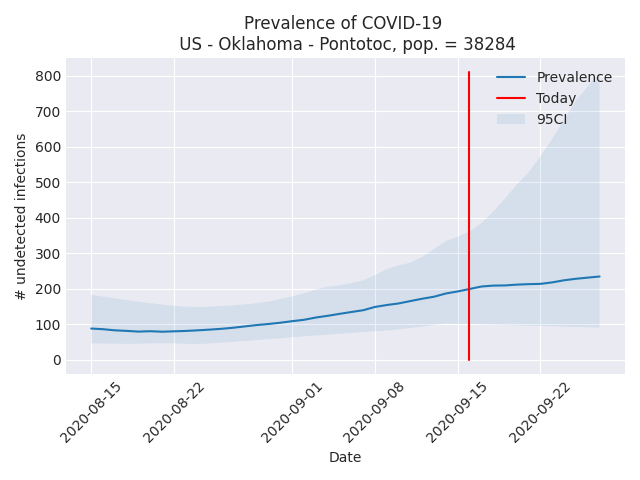 Prevalence of COVID-19
US - Oklahoma - Pontotoc, pop. = 38284
800
700
600
500
400
300
200
100
0
# undetected infections
Prevalence
Today
95CI
2020-08-15
2020-08-22
2020-09-01
2020-09-08
2020-09-15
2020-09-22
Date